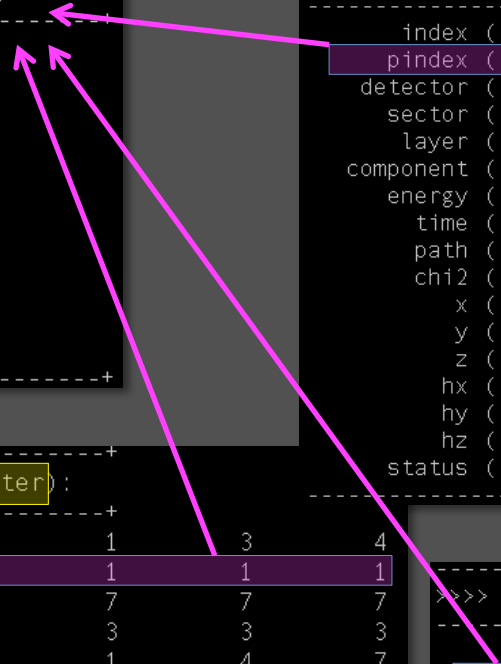 -------+
-------+
-------+
ter):
-------+
1 3 4
1 1 1
7 7 7
3 3 3
1 4 7
--------------------
index (
pindex (
detector (
sector (
layer (
component (
energy (
time (
path (
chi2 (
x (
y (
z (
hx (
hy (
hz (
status (
--------------------
------
>>>>
------